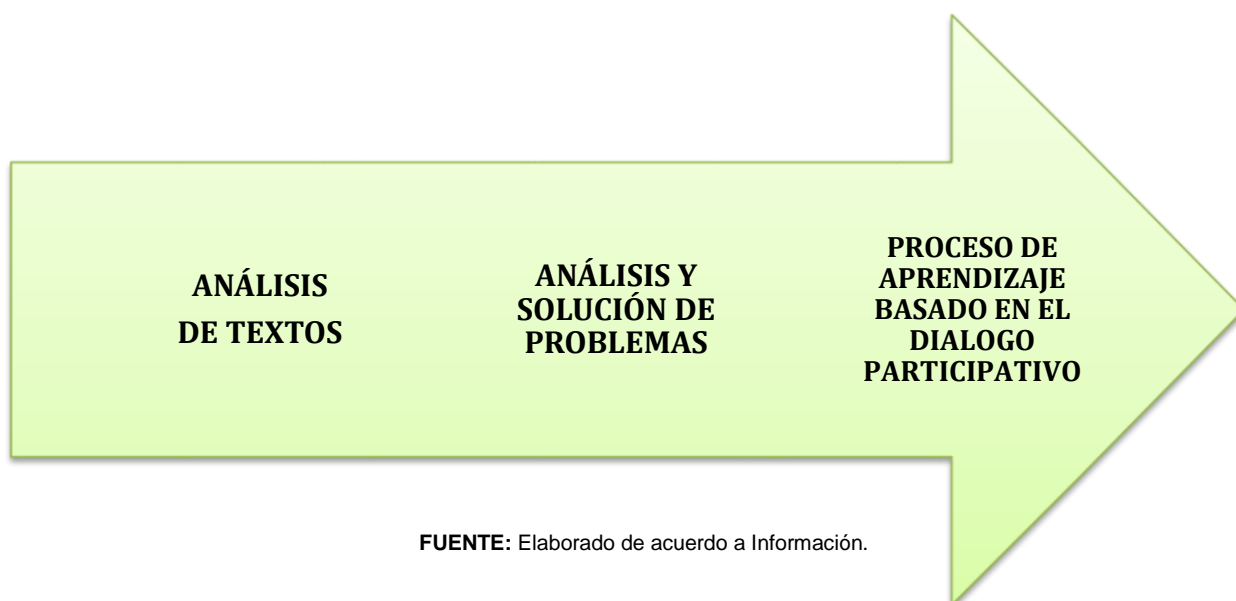 ANÁLISIS
DE TEXTOS
ANÁLISIS Y
SOLUCIÓN DE
PROBLEMAS
PROCESO DE
APRENDIZAJE
BASADO EN EL
DIALOGO
PARTICIPATIVO
FUENTE: Elaborado de acuerdo a Información.